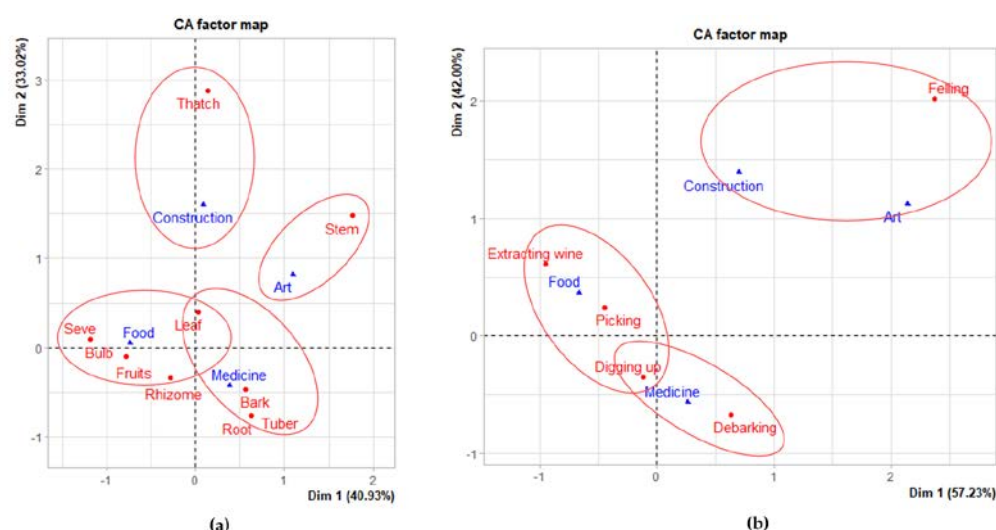 CA factor map
Dim 2 (33.02%)
3
2
1
0
-1
Thatch
Construction
Stem
Art
Leaf
Seve
Food
Bulb
Fruits
Rhizome
Medicine
Bark
Root
Tuber
-1
0
1
2
Dim 1 (40.93%)
(a)
CA factor map
Dim 2 (42.00%)
2
1
0
-1
Felling
Construction
Art
Extracting wine
Food
Picking
Digging up
Medicine
Debarking
-1
0
1
2
Dim 1 (57.23%)
(b)